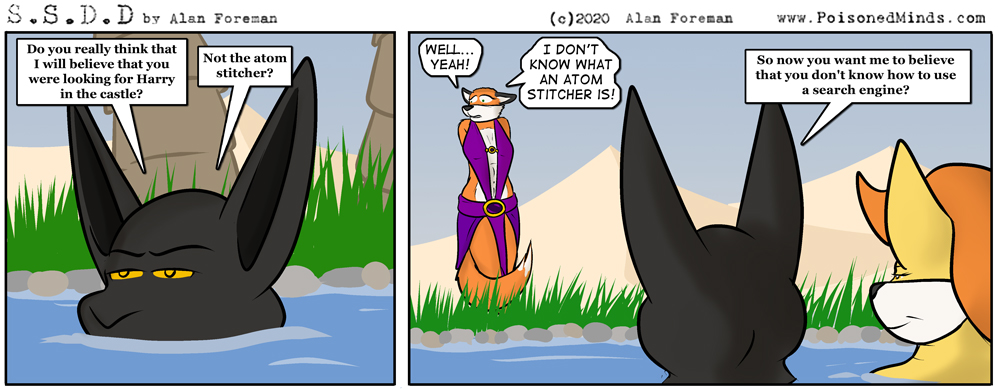 S.S.D.D by Alan Foreman
(c)2020 Alan Foreman
www.PoisonedMinds.com
Do you really think that
I will believe that you
were looking for Harry
in the castle?
Not the atom
stitcher?
WELL...
YEAH!
I DON'T
KNOW WHAT
AN ATOM
STITCHER IS!
So now you want me to believe
that you don't know how to use
a search engine?